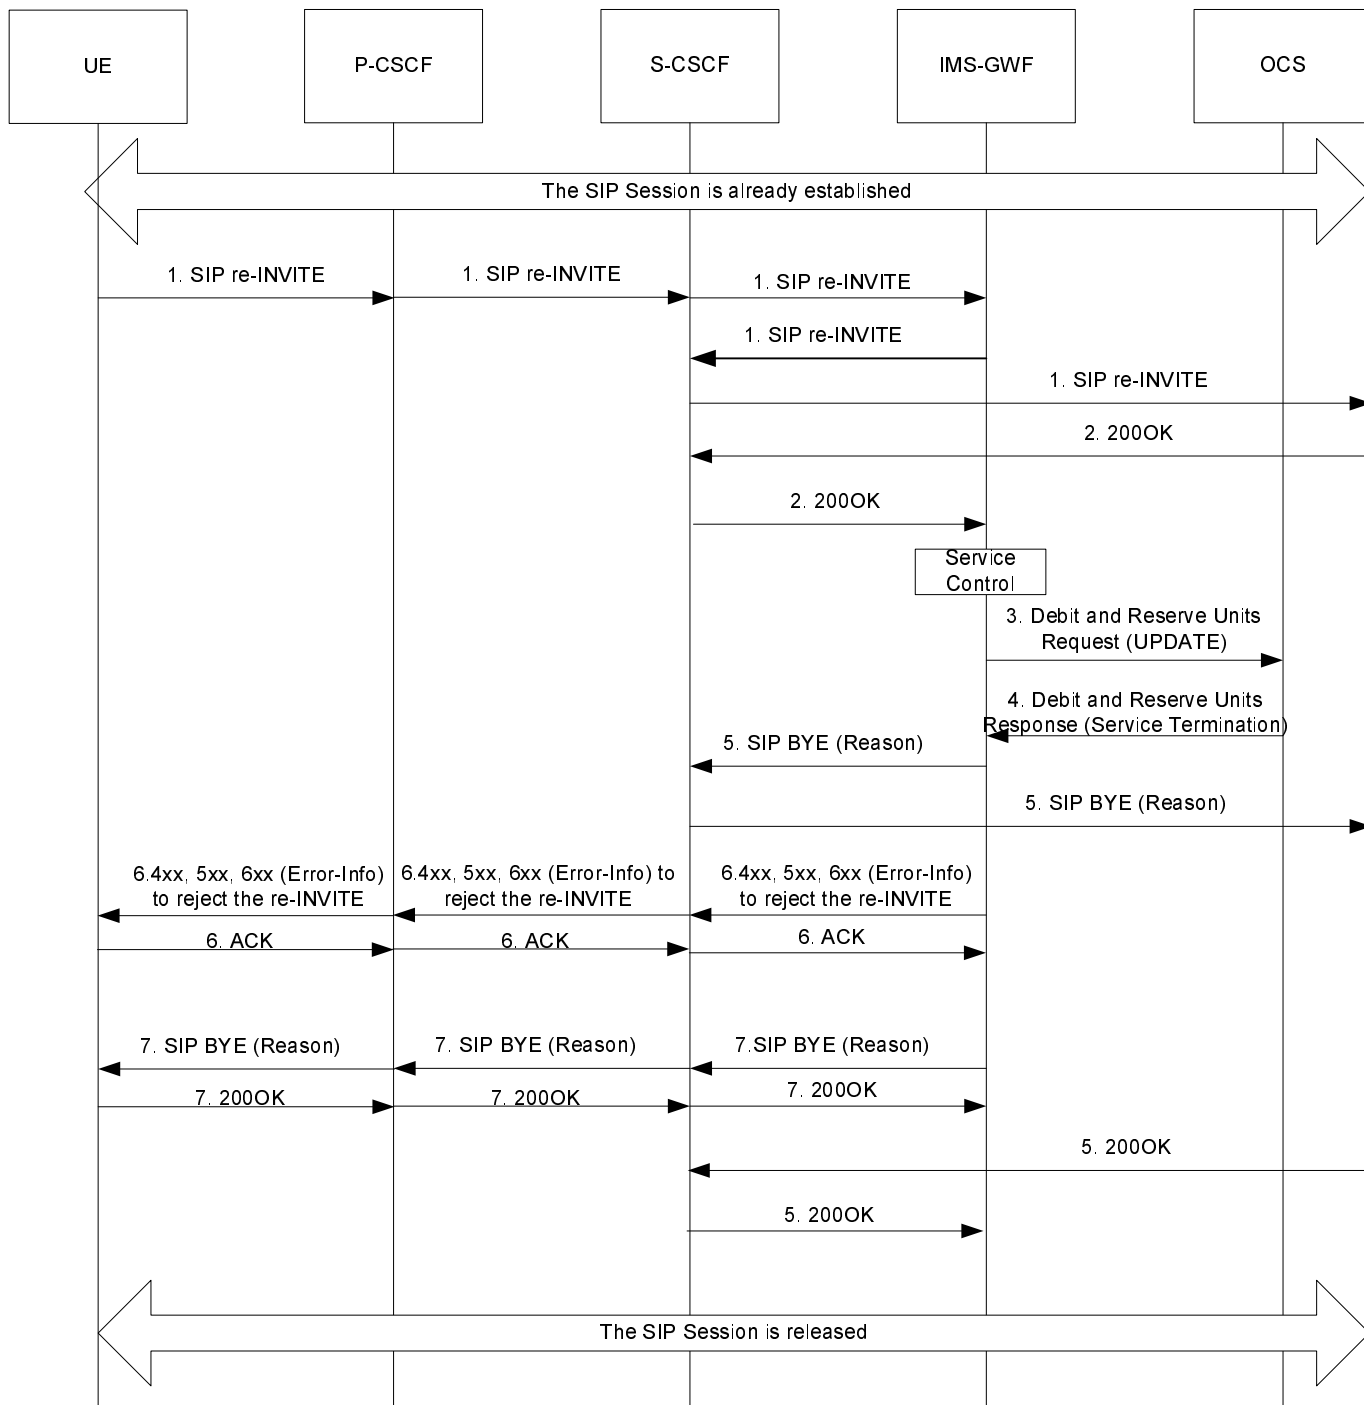 UE
P-CSCF
S-CSCF
IMS-GWF
OCS
The SIP Session is already established
1. SIP re-INVITE
1. SIP re-INVITE
1. SIP re-INVITE
1. SIP re-INVITE
1. SIP re-INVITE
2. 200OK
2. 200OK
Service
Control
3. Debit and Reserve Units
Request (UPDATE)
4. Debit and Reserve Units
Response (Service Termination)
5. SIP BYE (Reason)
5. SIP BYE (Reason)
6.4xx, 5xx, 6xx (Error-Info)
to reject the re-INVITE
6.4xx, 5xx, 6xx (Error-Info) to
reject the re-INVITE
6.4xx, 5xx, 6xx (Error-Info)
to reject the re-INVITE
6. ACK
6. ACK
6. ACK
7. SIP BYE (Reason)
7. SIP BYE (Reason)
7.SIP BYE (Reason)
7. 200OK
7. 200OK
7. 200OK
5. 200OK
5. 200OK
The SIP Session is released